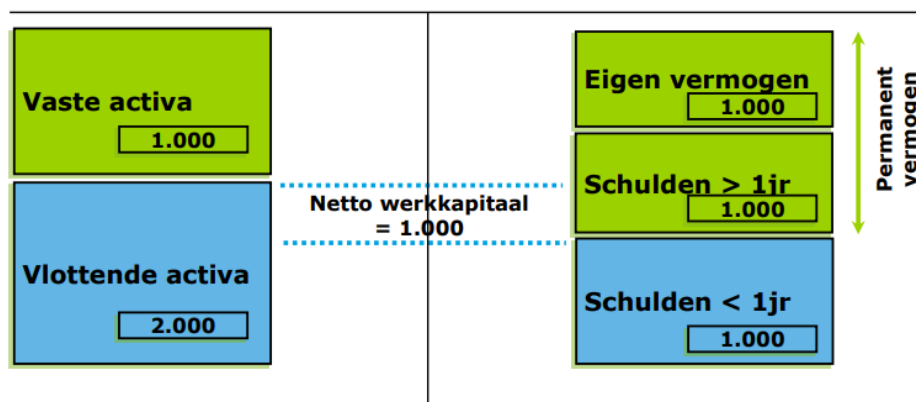 Vaste activa
1.000
Vlottende activa
2.000
Netto werkkapitaal
= 1.000
Eigen vermogen
1.000
Schulden > 1jr
1.000
Schulden < 1jr
1.000
Permanent
vermogen